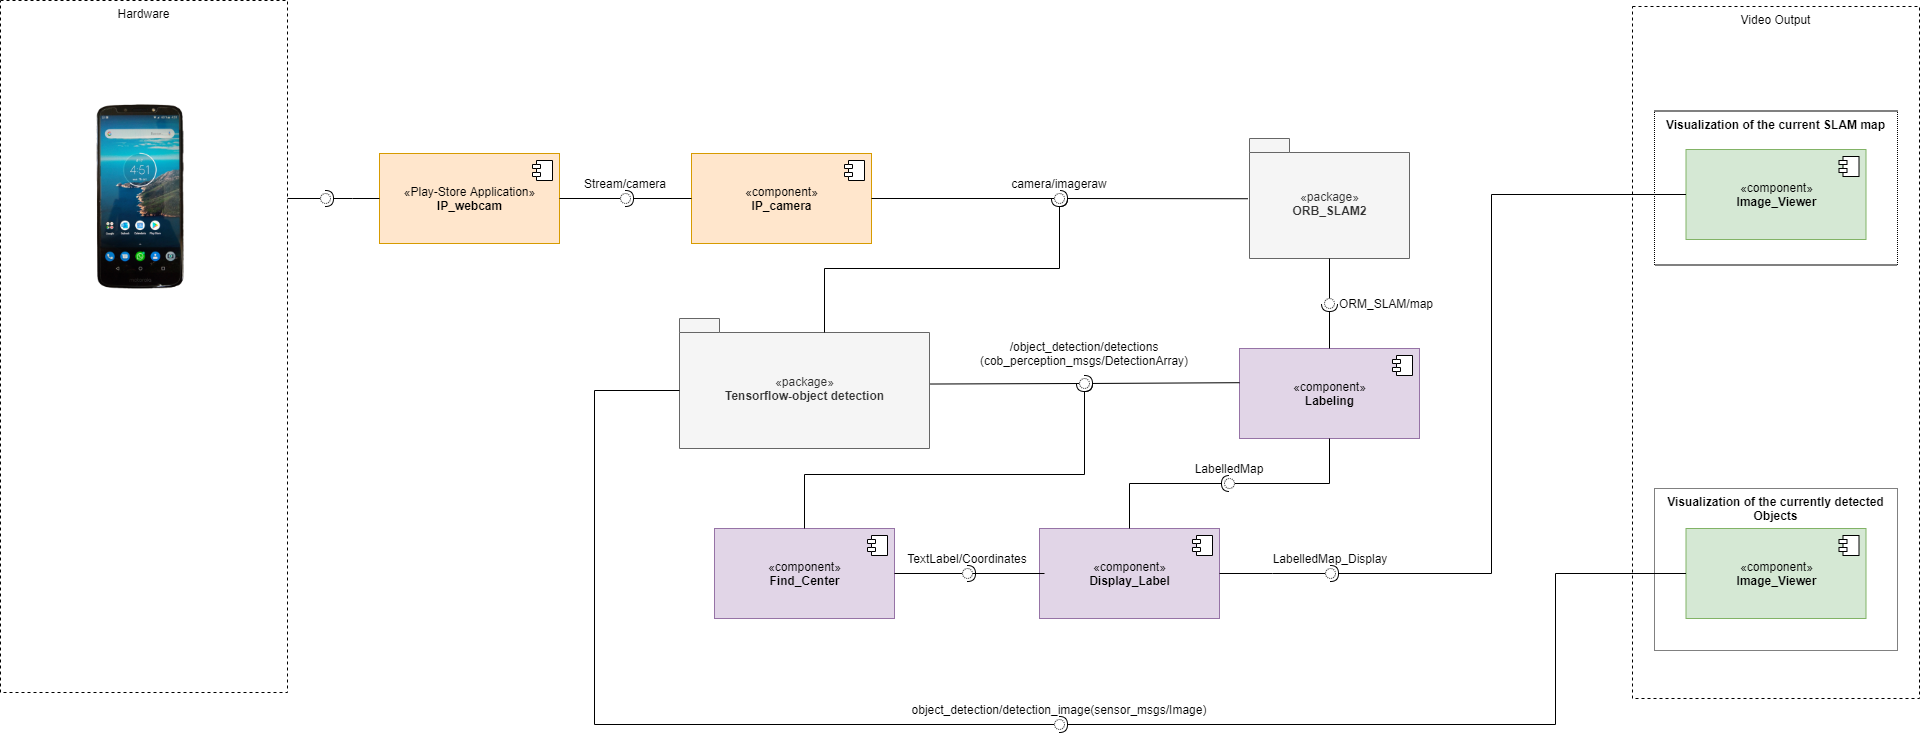 Hardware
Video Output
4:51
Visualization of the current SLAM map
«component»
Image_Viewer
«Play-Store Application»
IP_webcam
Stream/camera
«component»
IP_camera
camera/imageraw
«package»
ORB_SLAM2
ORM_SLAM/map
/object_detection/detections
(cob_perception_msgs/DetectionArray)
«package»
Tensorflow-object detection
«component»
Labeling
LabelledMap
Visualization of the currently detected
Objects
«component»
Image_Viewer
«component»
Find_Center
TextLabel/Coordinates
«component»
Display_Label
LabelledMap_Display
object_detection/detection_image(sensor_msgs/Image)